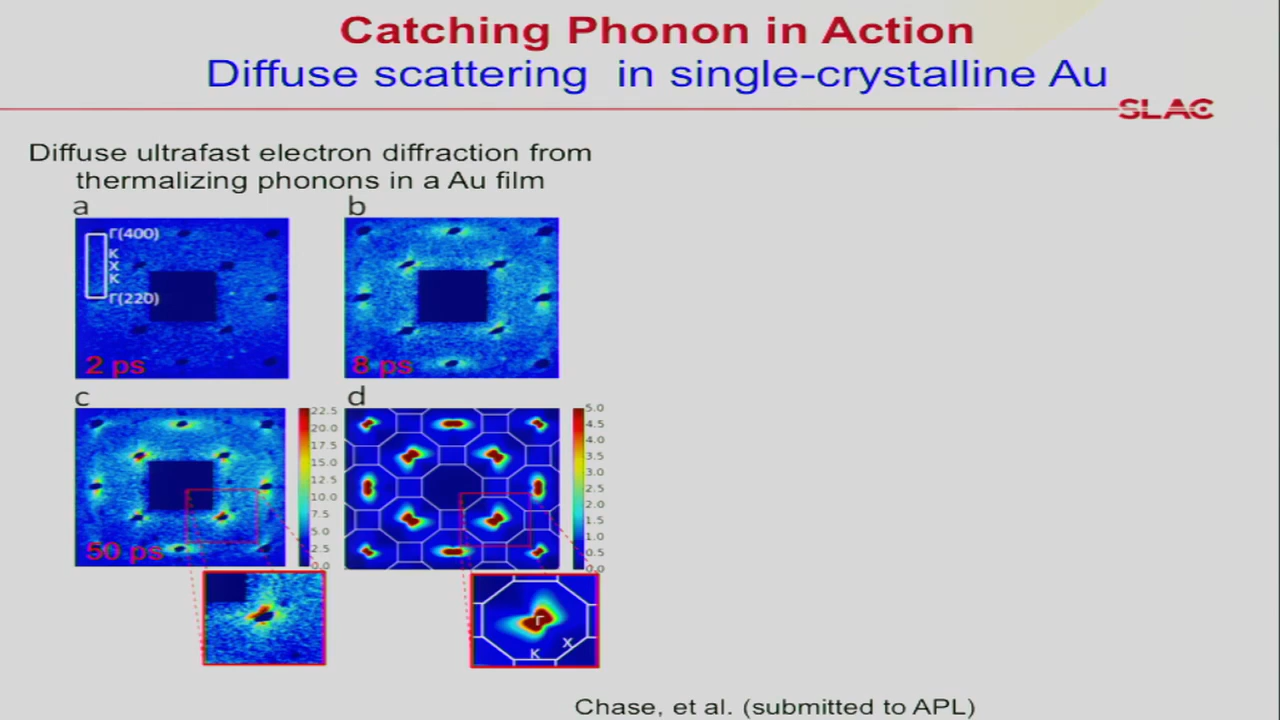 Catching Phonon in Action
Diffuse scattering in single-crystalline Au
SLAC
Diffuse ultrafast electron diffraction from
thermalizing phonons in a Au film
a
b
Γ(400)
K
X
K
Γ(220)
2 ps
8 ps
c
d
22.5
20.0
17.5
15.0
12.5
10.0
7.5
5.0
2.5
0.0
5.0
4.5
4.0
3.5
3.0
2.5
2.0
1.5
1.0
0.5
0.0
50 ps
Γ
X
K
Chase, et al. (submitted to APL)